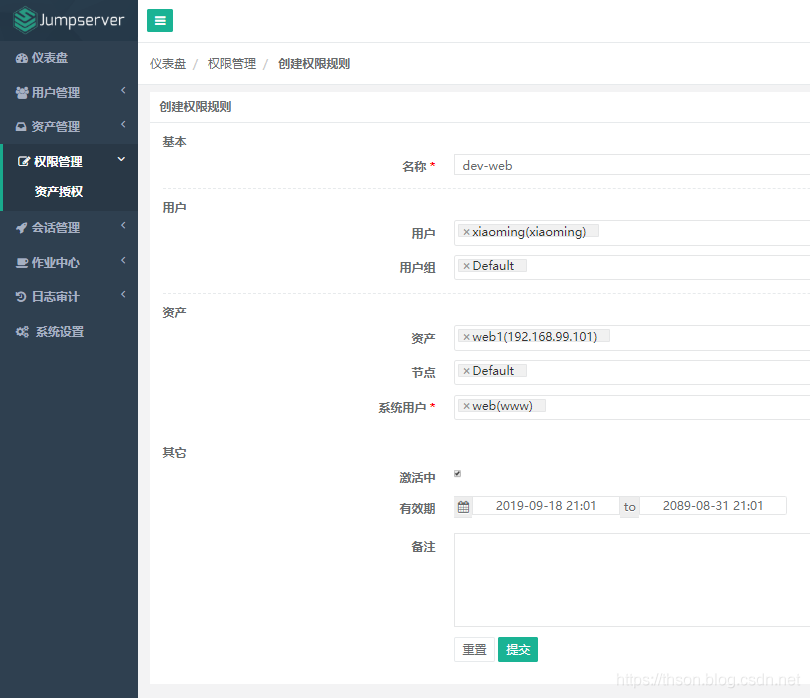 Jumpserver
仪表盘
用户管理
资产管理
权限管理
资产授权
会话管理
作业中心
日志审计
系统设置
仪表盘 / 权限管理 / 创建权限规则
创建权限规则
基本
名称 * dev-web
用户
用户 ×xiaoming(xiaoming)
用户组 ×Default
资产
资产 ×web1(192.168.99.101)
节点 ×Default
系统用户 * ×web(www)
其它
激活中
有效期 2019-09-18 21:01 to 2089-08-31 21:01
备注
重置 提交
https://thson.blog.csdn.net